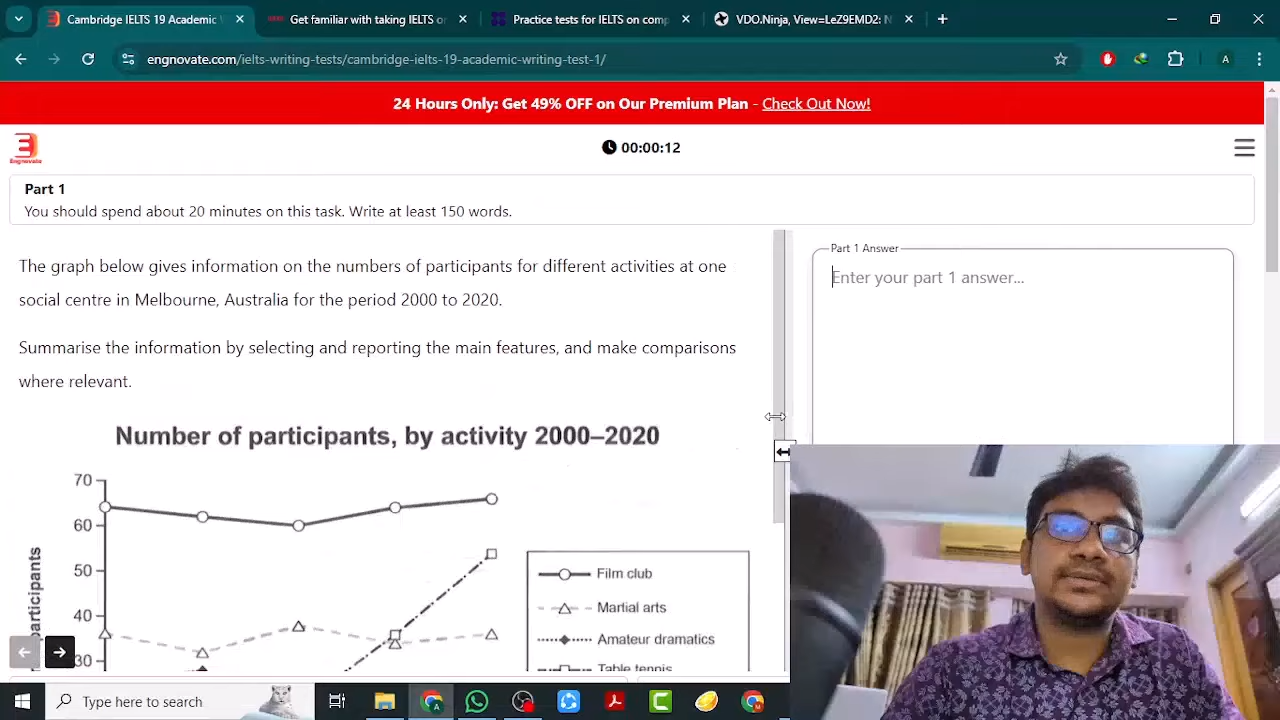 Cambridge IELTS 19 Academic
Get familiar with taking IELTS o
Practice tests for IELTS on comp
VDO.Ninja, View=LeZ9EMD2: N
engnovate.com/ielts-writing-tests/cambridge-ielts-19-academic-writing-test-1/
A
24 Hours Only: Get 49% OFF on Our Premium Plan - Check Out Now!
Engnovate
00:00:12
Part 1
You should spend about 20 minutes on this task. Write at least 150 words.
The graph below gives information on the numbers of participants for different activities at one
social centre in Melbourne, Australia for the period 2000 to 2020.
Summarise the information by selecting and reporting the main features, and make comparisons
where relevant.
Part 1 Answer
Enter your part 1 answer...
Number of participants, by activity 2000–2020
70
60
50
40
30
participants
Film club
Martial arts
Amateur dramatics
Table tennis
Type here to search